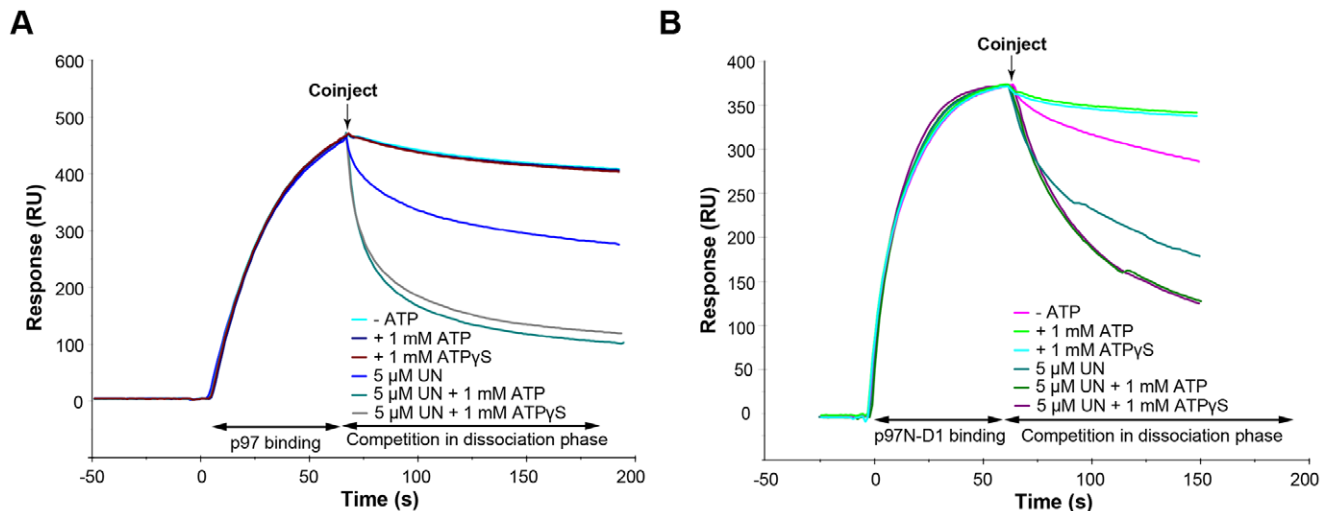 A
600
500
400
300
200
100
0
Response (RU)
Coinject
- ATP
+ 1 mM ATP
+ 1 mM ATPγS
5 µM UN
5 µM UN + 1 mM ATP
5 µM UN + 1 mM ATPγS
p97 binding
Competition in dissociation phase
-50
0
50
100
150
200
Time (s)
B
400
350
300
250
200
150
100
50
0
Response (RU)
Coinject
- ATP
+ 1 mM ATP
+ 1 mM ATPγS
5 µM UN
5 µM UN + 1 mM ATP
5 µM UN + 1 mM ATPγS
p97N-D1 binding
Competition in dissociation phase
-50
0
50
100
150
200
Time (s)